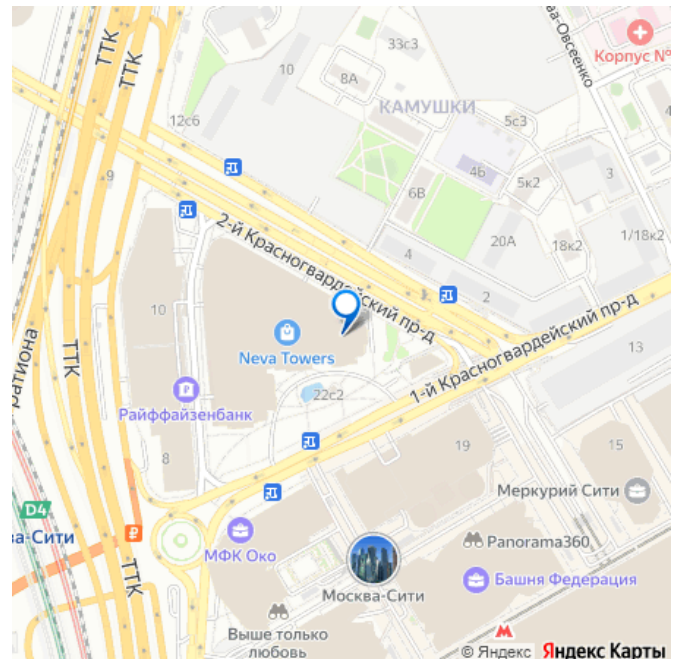 ТТК
ТТК
33с3
8А
10
КАМУШКИ
Корпус №
12с6
5с3
9
4Б
5к2
3
6В
2-й Красногвардейский пр-д
4
20А
18к2
1/18к2
10
2
Neva Towers
1-й Красногвардейский пр-д
13
ТТК
22с2
Райффайзенбанк
8
19
15
Меркурий Сити
D4
ва-Сити
МФК Око
Panorama360
Башня Федерация
Москва-Сити
ТТК
Выше только
любовь
© Яндекс Яндекс Карты